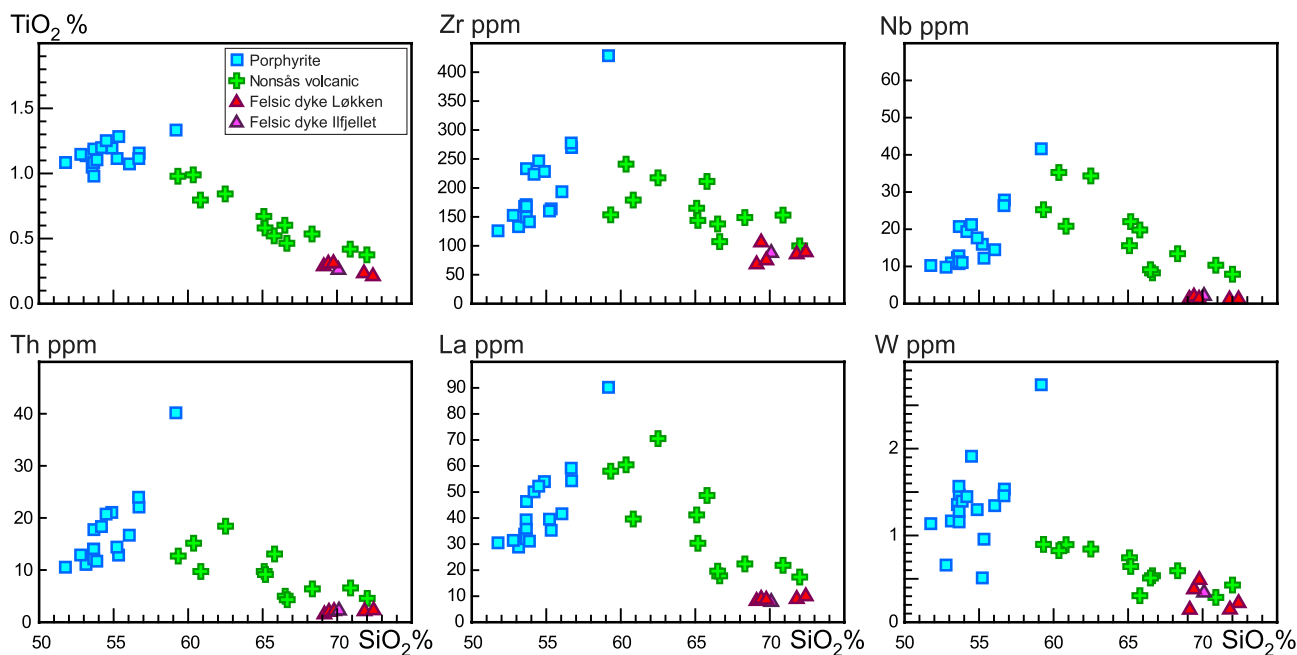 TiO2 %
Zr ppm
Nb ppm
Porphyrite
Nonsås volcanic
Felsic dyke Løkken
Felsic dyke Ilfjellet
1.5
1.0
0.5
0.0
400
350
300
250
200
150
100
50
0
60
50
40
30
20
10
0
Th ppm
La ppm
W ppm
40
30
20
10
0
90
80
70
60
50
40
30
20
10
0
2
1
0
50 55 60 65 70 SiO2%
50 55 60 65 70 SiO2%
50 55 60 65 70 SiO2%